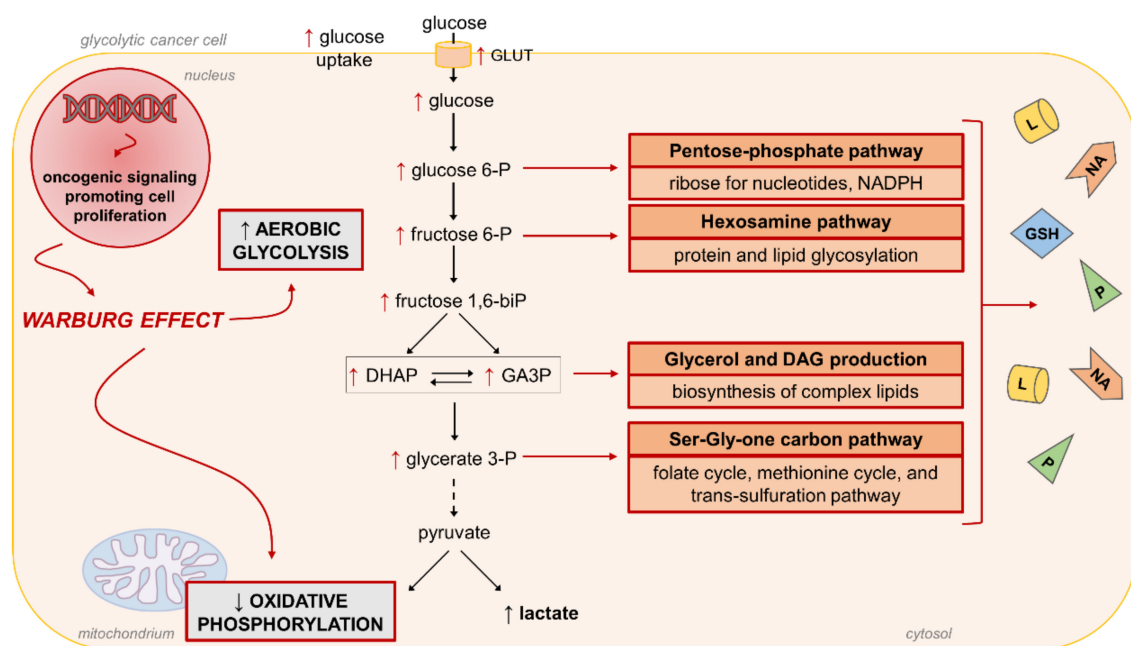 glycolytic cancer cell
↑ glucose
uptake
glucose
↑ GLUT
nucleus
oncogenic signaling
promoting cell
proliferation
WARBURG EFFECT
↑ AEROBIC
GLYCOLYSIS
↑ glucose
↑ glucose 6-P
↑ fructose 6-P
↑ fructose 1,6-biP
↑ DHAP
↑ GA3P
↑ glycerate 3-P
pyruvate
↑ lactate
↓ OXIDATIVE
PHOSPHORYLATION
mitochondrium
Pentose-phosphate pathway
ribose for nucleotides, NADPH
Hexosamine pathway
protein and lipid glycosylation
Glycerol and DAG production
biosynthesis of complex lipids
Ser-Gly-one carbon pathway
folate cycle, methionine cycle, and
trans-sulfuration pathway
L
NA
GSH
P
L
NA
P
cytosol